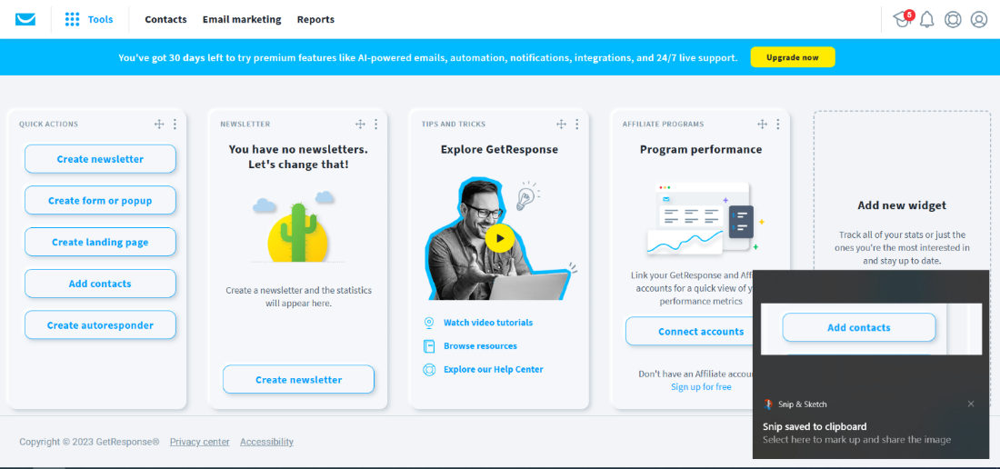 Tools
Contacts
Email marketing
Reports
5
You've got 30 days left to try premium features like AI-powered emails, automation, notifications, integrations, and 24/7 live support.
Upgrade now
QUICK ACTIONS
Create newsletter
Create form or popup
Create landing page
Add contacts
Create autoresponder
NEWSLETTER
You have no newsletters.
Let's change that!
Create a newsletter and the statistics
will appear here.
Create newsletter
TIPS AND TRICKS
Explore GetResponse
Watch video tutorials
Browse resources
Explore our Help Center
AFFILIATE PROGRAMS
Program performance
Link your GetResponse and
accounts for a quick view of
performance metrics
Connect accounts
Don't have an Affiliate
Sign up for free
Add new widget
Track all of your stats or just the
ones you're the most interested in
and stay up to date.
Add contacts
Snip & Sketch
Snip saved to clipboard
Select here to mark up and share the image
Copyright © 2023 GetResponse®
Privacy center
Accessibility